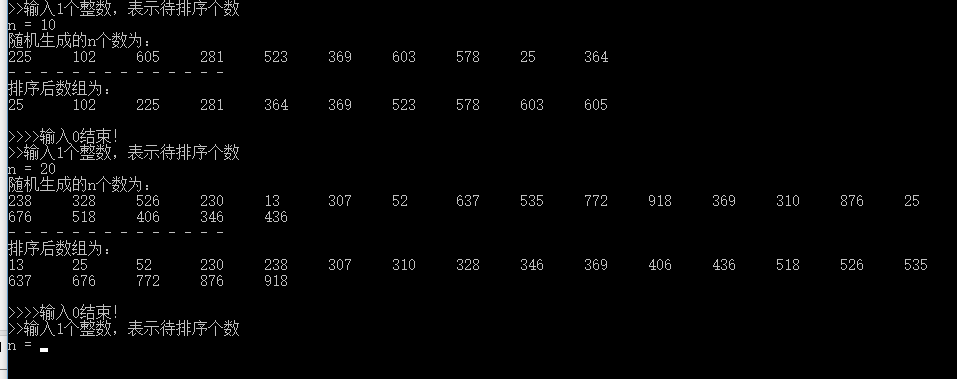 >>输入1个整数，表示待排序个数
n = 10
随机生成的n个数为：
225 102 605 281 523 369 603 578 25 364
- - - - - - - - - - - - - -
排序后数组为：
25 102 225 281 364 369 523 578 603 605
>>>>输入0结束!
>>输入1个整数，表示待排序个数
n = 20
随机生成的n个数为：
238 328 526 230 13 307 52 637 535 772 918 369 310 876 25
676 518 406 346 436
- - - - - - - - - - - - - -
排序后数组为：
13 25 52 230 238 307 310 328 346 369 406 436 518 526 535
637 676 772 876 918
>>>>输入0结束!
>>输入1个整数，表示待排序个数
n =